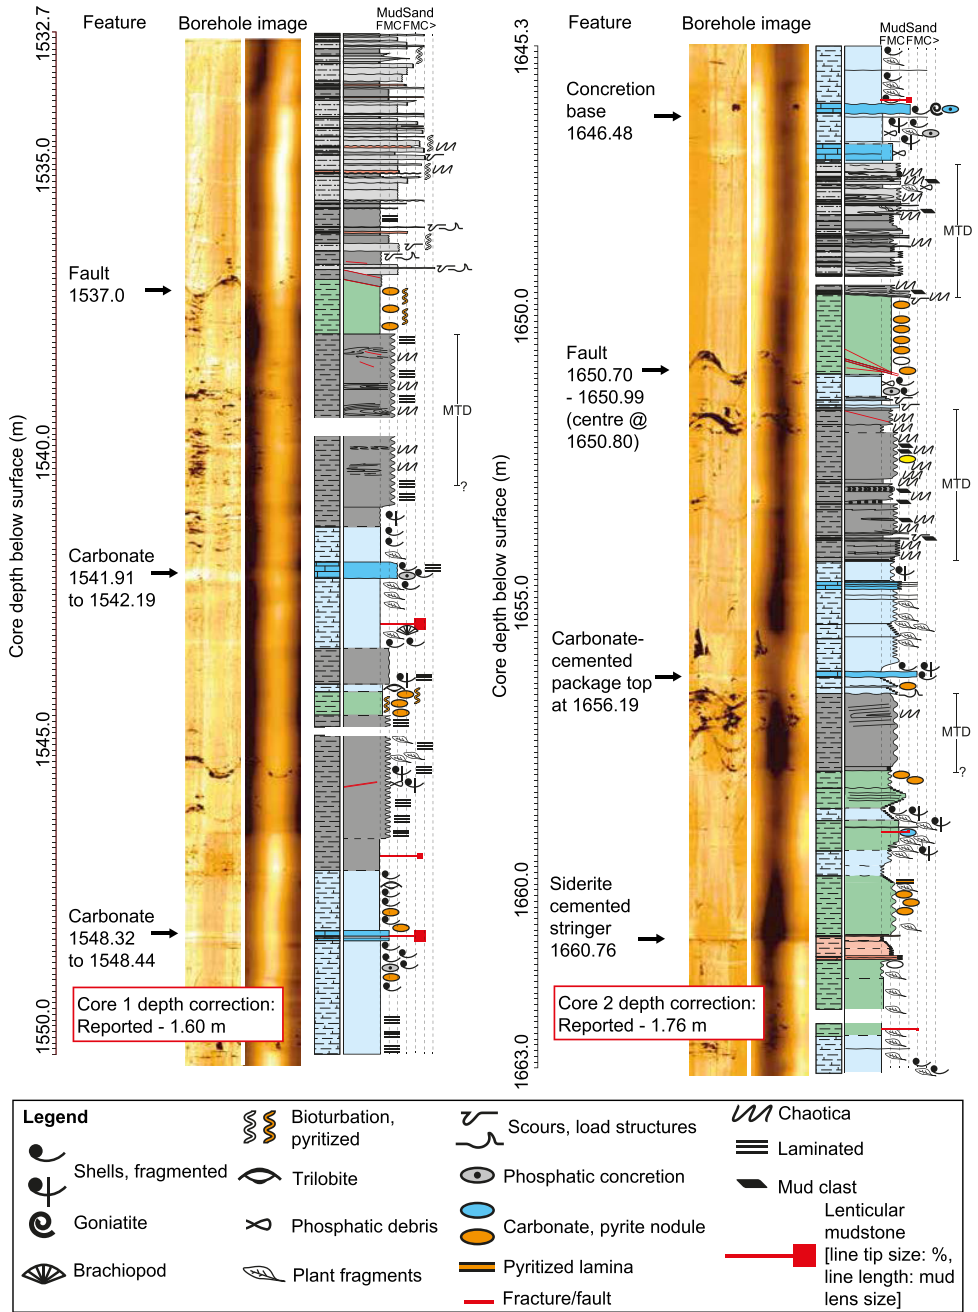 Feature
Borehole image
MudSand
FMCFMC>
Core depth below surface (m)
1532.7
1535.0
1540.0
1545.0
1550.0
Fault
1537.0
Carbonate
1541.91
to 1542.19
Carbonate
1548.32
to 1548.44
MTD
?
Core 1 depth correction:
Reported - 1.60 m
Feature
Borehole image
MudSand
FMCFMC>
Core depth below surface (m)
1645.3
1650.0
1655.0
1660.0
1663.0
Concretion
base
1646.48
Fault
1650.70
- 1650.99
(centre @
1650.80)
Carbonate-
cemented
package top
at 1656.19
Siderite
cemented
stringer
1660.76
MTD
MTD
MTD
?
Core 2 depth correction:
Reported - 1.76 m
Legend
Shells, fragmented
Goniatite
Brachiopod
Bioturbation,
pyritized
Trilobite
Phosphatic debris
Plant fragments
Scours, load structures
Phosphatic concretion
Carbonate, pyrite nodule
Pyritized lamina
Fracture/fault
Chaotica
Laminated
Mud clast
Lenticular
mudstone
[line tip size: %,
line length: mud
lens size]